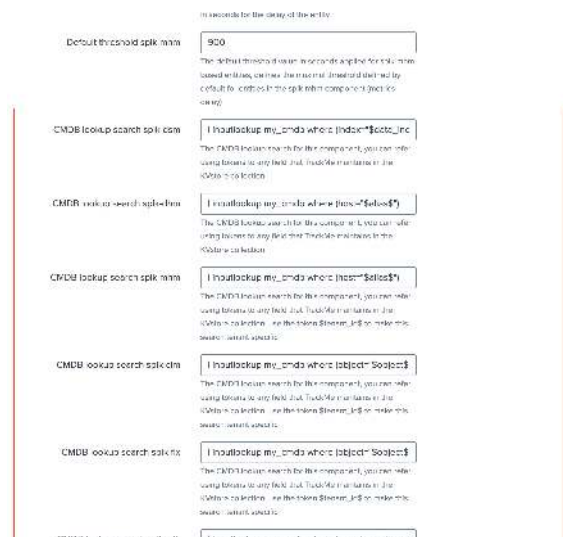 in seconds for the delay of the entity.
Default threshold splk-mhm
900
The default threshold value in seconds applied for splk-mhm
based entities, defines the maximal threshold defined by
default for entities in the splk-mhm component (metrics
delay)
CMDB lookup search splk-dsm
| inputlookup my_cmdb where (index="$data_inde
The CMDB lookup search for this component, you can refer
using tokens to any field that TrackMe maintains in the
KVstore collection
CMDB lookup search splk-dhm
| inputlookup my_cmdb where (host="$alias$")
The CMDB lookup search for this component, you can refer
using tokens to any field that TrackMe maintains in the
KVstore collection
CMDB lookup search splk-mhm
| inputlookup my_cmdb where (host="$alias$")
The CMDB lookup search for this component, you can refer
using tokens to any field that TrackMe maintains in the
KVstore collection. Use the token $tenant_id$ to make this
search tenant specific
CMDB lookup search splk-cim
| inputlookup my_cmdb where (object="$object$
The CMDB lookup search for this component, you can refer
using tokens to any field that TrackMe maintains in the
KVstore collection. Use the token $tenant_id$ to make this
search tenant specific
CMDB lookup search splk-flx
| inputlookup my_cmdb where (object="$object$
The CMDB lookup search for this component, you can refer
using tokens to any field that TrackMe maintains in the
KVstore collection. Use the token $tenant_id$ to make this
search tenant specific